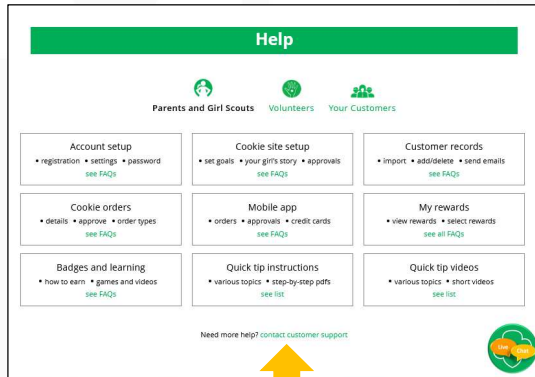 Help
Parents and Girl Scouts Volunteers Your Customers
Account setup
• registration • settings • password
see FAQs
Cookie site setup
• set goals • your girl's story • approvals
see FAQs
Customer records
• import • add/delete • send emails
see FAQs
Cookie orders
• details • approve • order types
see FAQs
Mobile app
• orders • approvals • credit cards
see FAQs
My rewards
• view rewards • select rewards
see all FAQs
Badges and learning
• how to earn • games and videos
see FAQs
Quick tip instructions
• various topics • step-by-step pdfs
see list
Quick tip videos
• various topics • short videos
see list
Need more help? contact customer support
Live
Chat